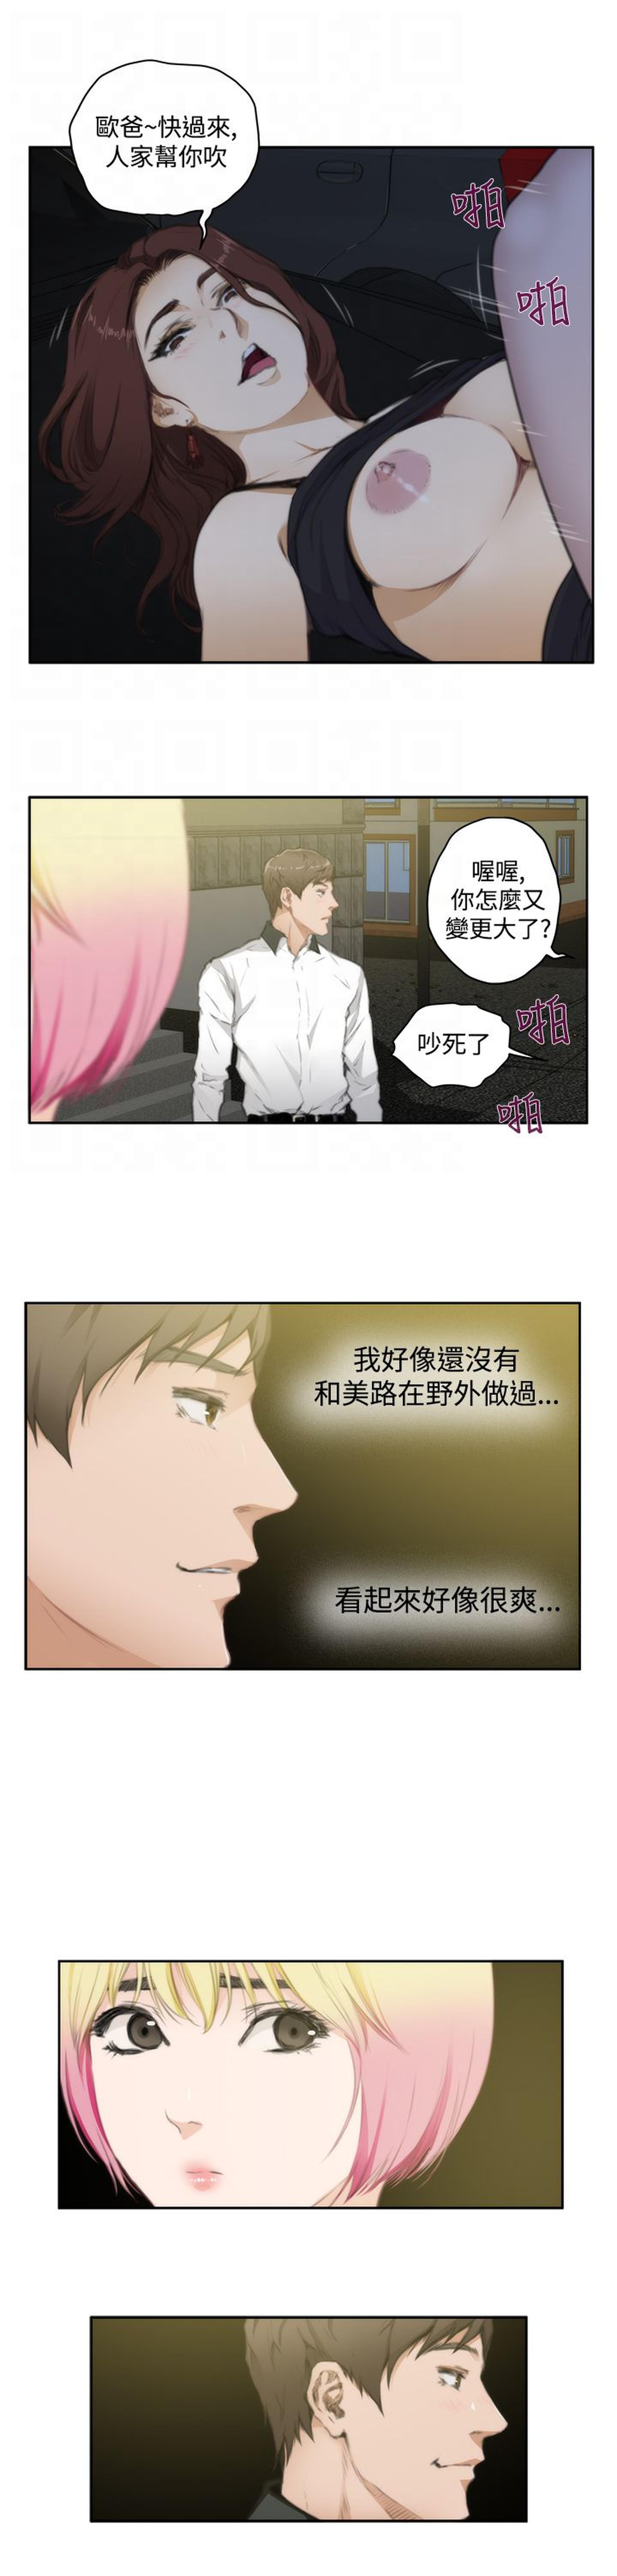 歐爸~快過來,
人家幫你吹
啪
啪
喔喔,
你怎麼又
變更大了?
吵死了
啪
啪
我好像還沒有
和美路在野外做過...
看起來好像很爽...